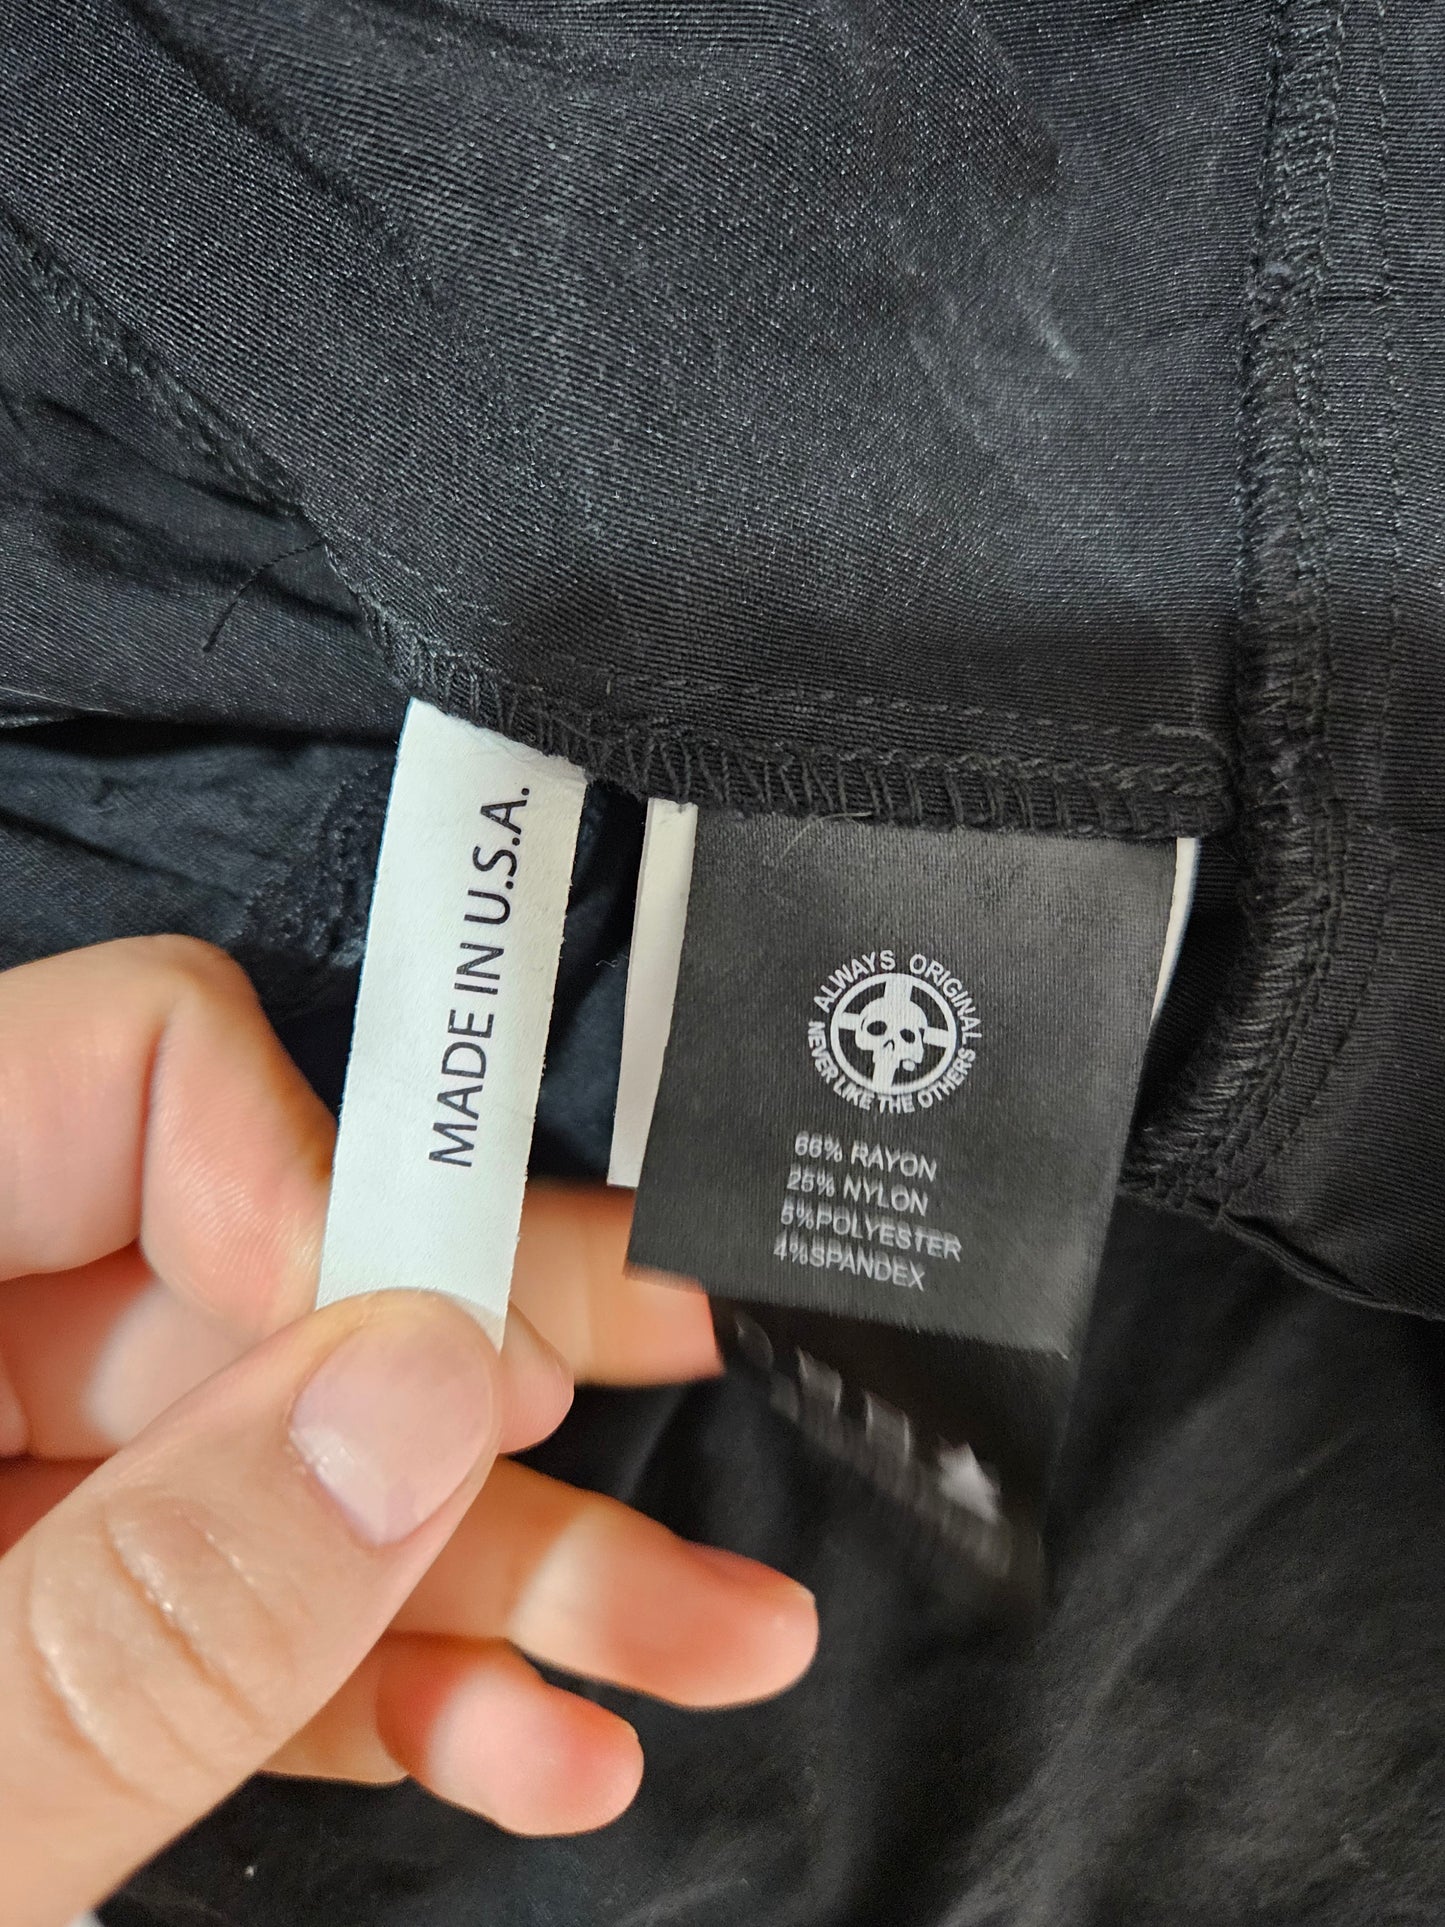 MADE IN U.S.A.
ALWAYS ORIGINAL
NEVER LIKE THE OTHERS
66% RAYON
25% NYLON
5%POLYESTER
4%SPANDEX